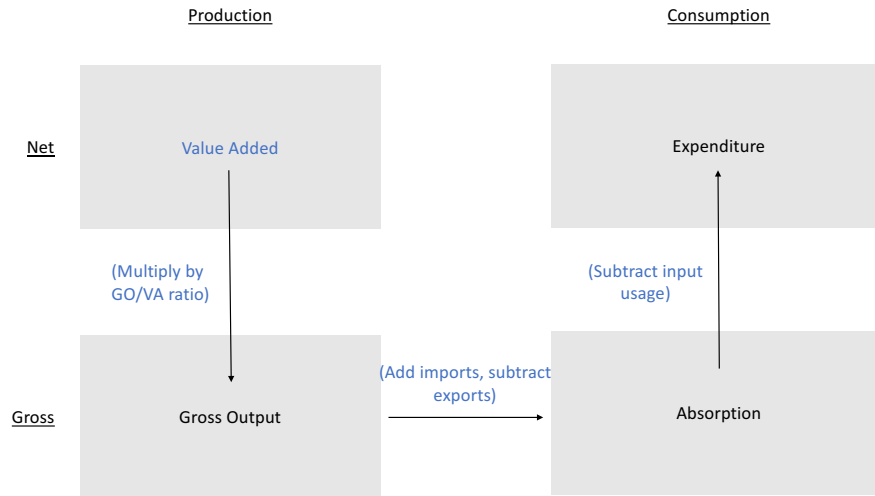 Production
Consumption
Net
Value Added
Expenditure
(Multiply by
GO/VA ratio)
(Subtract input
usage)
(Add imports, subtract
exports)
Gross
Gross Output
Absorption